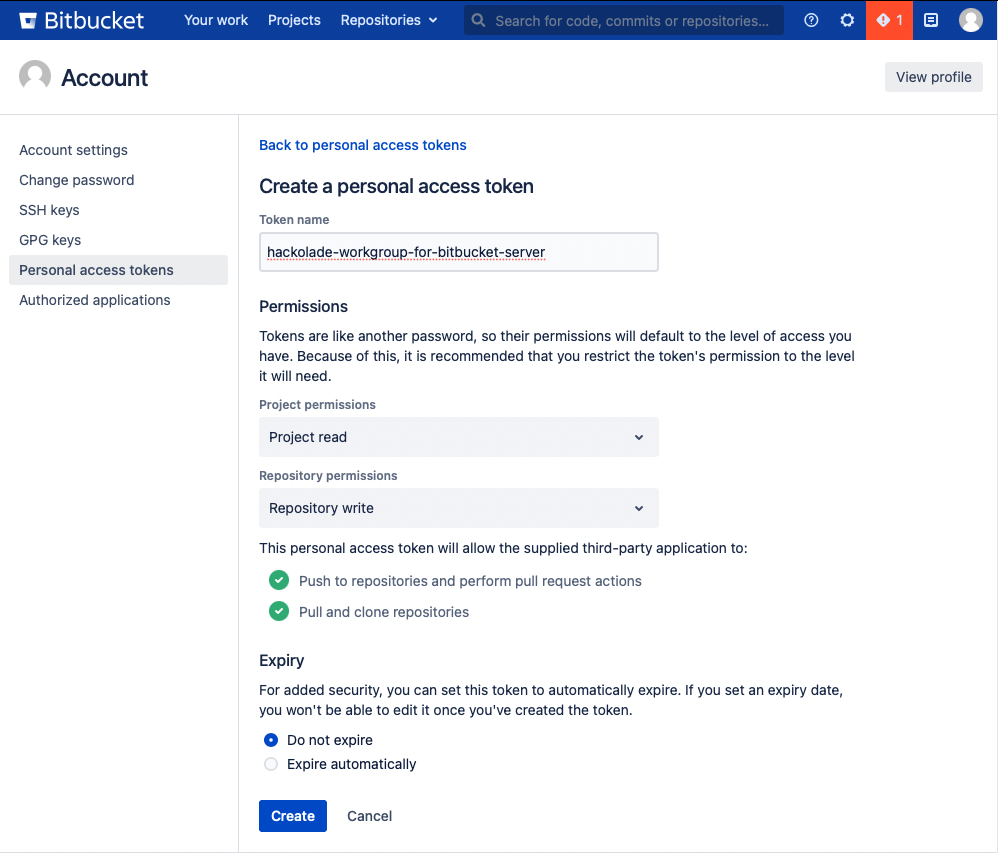 Bitbucket Your work Projects Repositories Search for code, commits or repositories... 1
Account
View profile
Account settings
Change password
SSH keys
GPG keys
Personal access tokens
Authorized applications
Back to personal access tokens
Create a personal access token
Token name
hackolade-workgroup-for-bitbucket-server
Permissions
Tokens are like another password, so their permissions will default to the level of access you
have. Because of this, it is recommended that you restrict the token's permission to the level
it will need.
Project permissions
Project read
Repository permissions
Repository write
This personal access token will allow the supplied third-party application to:
Push to repositories and perform pull request actions
Pull and clone repositories
Expiry
For added security, you can set this token to automatically expire. If you set an expiry date,
you won't be able to edit it once you've created the token.
Do not expire
Expire automatically
Create Cancel